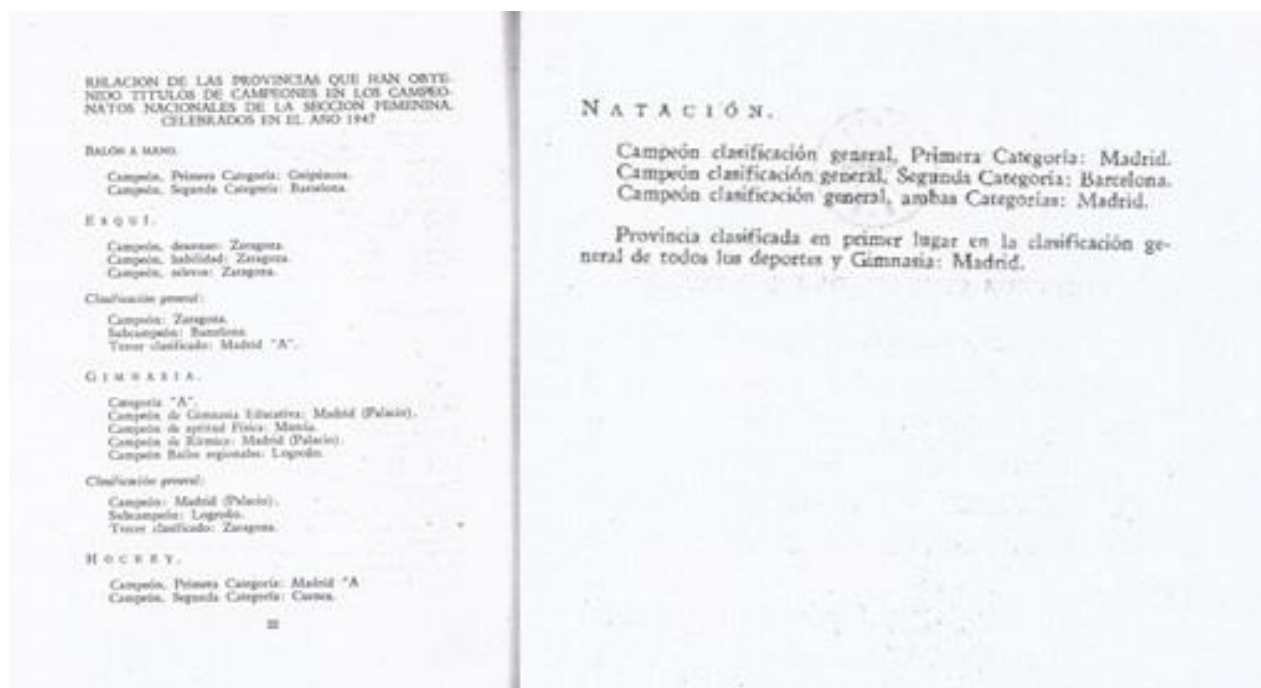 RELACION DE LAS PROVINCIAS QUE HAN OBTE-
NIDO TITULOS DE CAMPEONES EN LOS CAMPEO-
NATOS NACIONALES DE LA SECCION FEMENINA,
CELEBRADOS EN EL AÑO 1947
BALÓN A MANO.
Campeón, Primera Categoría: Guipúzcoa.
Campeón, Segunda Categoría: Barcelona.
ESQUÍ.
Campeón, descenso: Zaragoza.
Campeón, habilidad: Zaragoza.
Campeón, relevos: Zaragoza.
Clasificación general:
Campeón: Zaragoza.
Subcampeón: Barcelona.
Tercer clasificado: Madrid "A".
GIMNASIA.
Categoría "A".
Campeón de Gimnasia Educativa: Madrid (Palacio).
Campeón de aptitud Física: Murcia.
Campeón de Rítmica: Madrid (Palacio).
Campeón Bailes regionales: Logroño.
Clasificación general:
Campeón: Madrid (Palacio).
Subcampeón: Logroño.
Tercer clasificado: Zaragoza.
HOCKEY.
Campeón, Primera Categoría: Madrid "A
Campeón, Segunda Categoría: Cuenca.
NATACIÓN.
Campeón clasificación general, Primera Categoría: Madrid.
Campeón clasificación general, Segunda Categoría: Barcelona.
Campeón clasificación general, ambas Categorías: Madrid.
Provincia clasificada en primer lugar en la clasificación ge-
neral de todos los deportes y Gimnasia: Madrid.